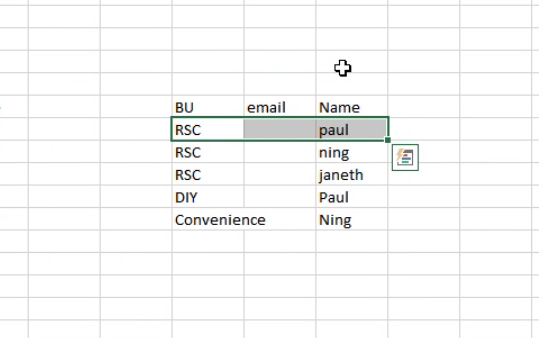 BU email Name
RSC paul
RSC ning
RSC janeth
DIY Paul
Convenience Ning